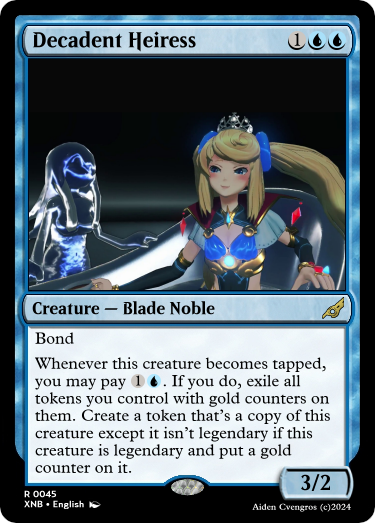 Decadent Heiress 1
Creature — Blade Noble
Bond
Whenever this creature becomes tapped,
you may pay 1. If you do, exile all
tokens you control with gold counters on
them. Create a token that's a copy of this
creature except it isn't legendary if this
creature is legendary and put a gold
counter on it.
3/2
R 0045
XNB • English
Aiden Cvengros (c)2024